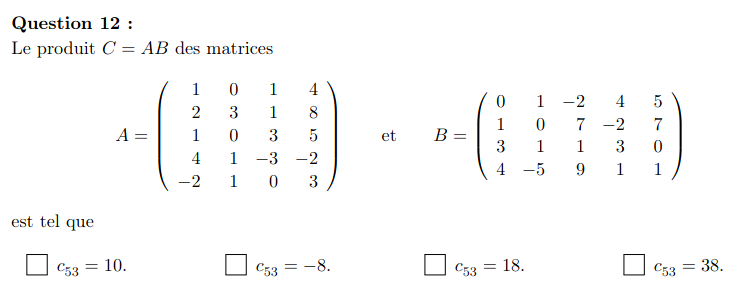 Question 12 :
Le produit C = AB des matrices
1 0 1 4
2 3 1 8
A = 1 0 3 5
4 1 −3 −2
−2 1 0 3
et
B =
0 1 −2 4 5
1 0 7 −2 7
3 1 1 3 0
4 −5 9 1 1
est tel que
c53 = 10. c53 = −8. c53 = 18. c53 = 38.